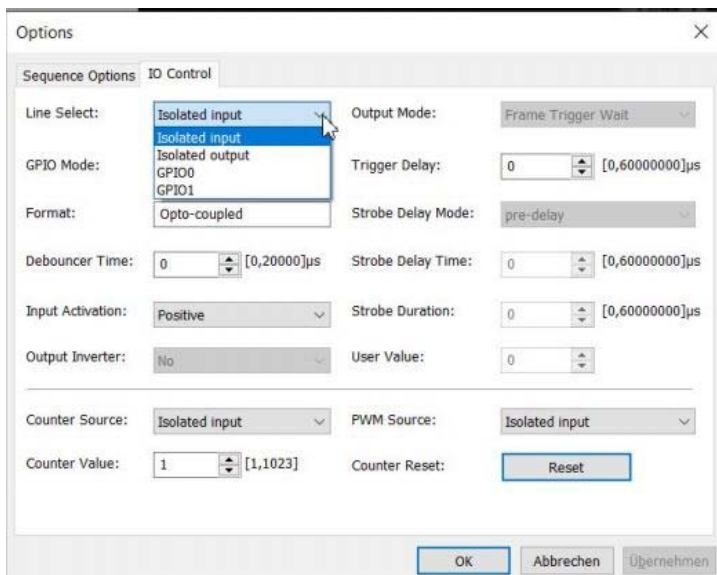 Options
Sequence Options IO Control
Line Select: Isolated input Output Mode: Frame Trigger Wait
Isolated input
Isolated output
GPIO Mode: GPIO0 Trigger Delay: 0 [0,60000000]µs
GPIO1
Format: Opto-coupled Strobe Delay Mode: pre-delay
Debouncer Time: 0 [0,20000]µs Strobe Delay Time: 0 [0,60000000]µs
Input Activation: Positive Strobe Duration: 0 [0,60000000]µs
Output Inverter: No User Value: 0
Counter Source: Isolated input PWM Source: Isolated input
Counter Value: 1 [1,1023] Counter Reset: Reset
OK Abbrechen Übernehmen